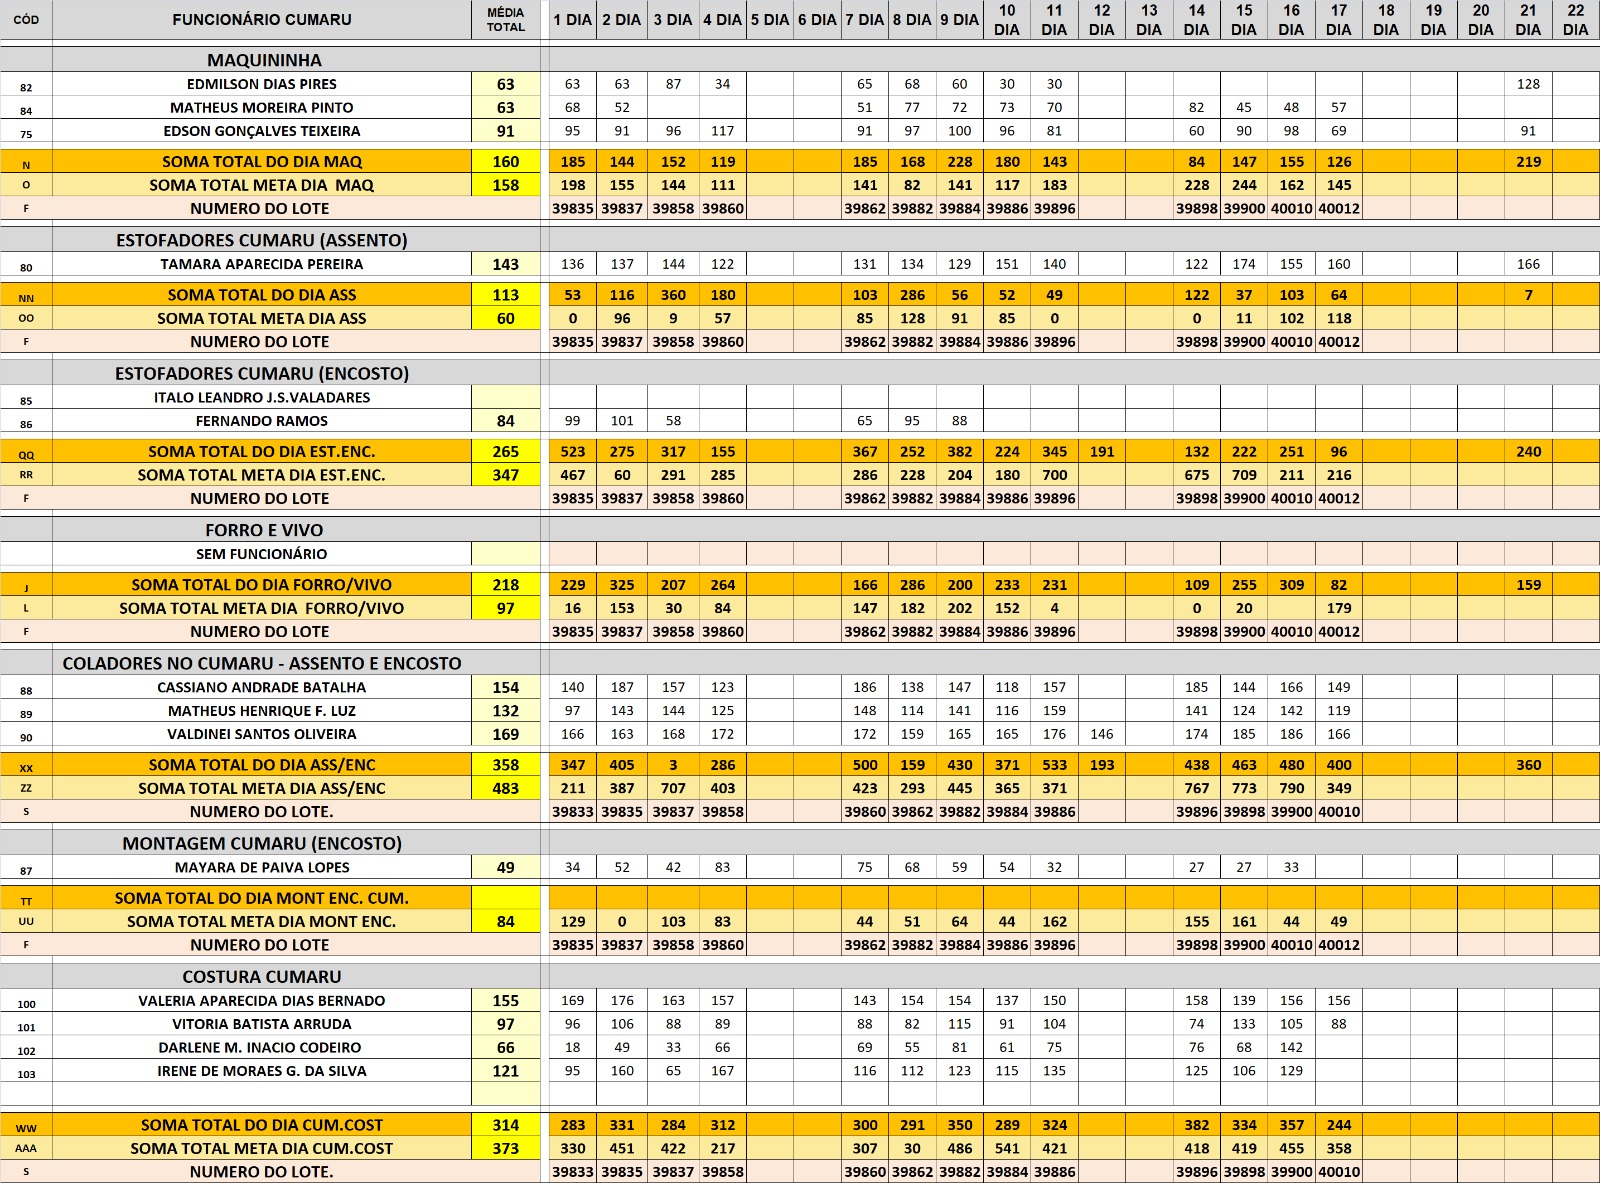 CÓD FUNCIONÁRIO CUMARU MÉDIA TOTAL 1 DIA 2 DIA 3 DIA 4 DIA 5 DIA 6 DIA 7 DIA 8 DIA 9 DIA 10 DIA 11 DIA 12 DIA 13 DIA 14 DIA 15 DIA 16 DIA 17 DIA 18 DIA 19 DIA 20 DIA 21 DIA 22 DIA
MAQUININHA
82 EDMILSON DIAS PIRES 63 63 63 87 34 65 68 60 30 30 128
84 MATHEUS MOREIRA PINTO 63 68 52 51 77 72 73 70 82 45 48 57
75 EDSON GONÇALVES TEIXEIRA 91 95 91 96 117 91 97 100 96 81 60 90 98 69 91
N SOMA TOTAL DO DIA MAQ 160 185 144 152 119 185 168 228 180 143 84 147 155 126 219
O SOMA TOTAL META DIA MAQ 158 198 155 144 111 141 82 141 117 183 228 244 162 145
F NUMERO DO LOTE 39835 39837 39858 39860 39862 39882 39884 39886 39896 39898 39900 40010 40012
ESTOFADORES CUMARU (ASSENTO)
80 TAMARA APARECIDA PEREIRA 143 136 137 144 122 131 134 129 151 140 122 174 155 160 166
NN SOMA TOTAL DO DIA ASS 113 53 116 360 180 103 286 56 52 49 122 37 103 64 7
OO SOMA TOTAL META DIA ASS 60 0 96 9 57 85 128 91 85 0 0 11 102 118
F NUMERO DO LOTE 39835 39837 39858 39860 39862 39882 39884 39886 39896 39898 39900 40010 40012
ESTOFADORES CUMARU (ENCOSTO)
85 ITALO LEANDRO J.S.VALADARES
86 FERNANDO RAMOS 84 99 101 58 65 95 88
QQ SOMA TOTAL DO DIA EST.ENC. 265 523 275 317 155 367 252 382 224 345 191 132 222 251 96 240
RR SOMA TOTAL META DIA EST.ENC. 347 467 60 291 285 286 228 204 180 700 675 709 211 216
F NUMERO DO LOTE 39835 39837 39858 39860 39862 39882 39884 39886 39896 39898 39900 40010 40012
FORRO E VIVO
SEM FUNCIONÁRIO
J SOMA TOTAL DO DIA FORRO/VIVO 218 229 325 207 264 166 286 200 233 231 109 255 309 82 159
L SOMA TOTAL META DIA FORRO/VIVO 97 16 153 30 84 147 182 202 152 4 0 20 179
F NUMERO DO LOTE 39835 39837 39858 39860 39862 39882 39884 39886 39896 39898 39900 40010 40012
COLADORES NO CUMARU - ASSENTO E ENCOSTO
88 CASSIANO ANDRADE BATALHA 154 140 187 157 123 186 138 147 118 157 185 144 166 149
89 MATHEUS HENRIQUE F. LUZ 132 97 143 144 125 148 114 141 116 159 141 124 142 119
90 VALDINEI SANTOS OLIVEIRA 169 166 163 168 172 172 159 165 165 176 146 174 185 186 166
XX SOMA TOTAL DO DIA ASS/ENC 358 347 405 3 286 500 159 430 371 533 193 438 463 480 400 360
ZZ SOMA TOTAL META DIA ASS/ENC 483 211 387 707 403 423 293 445 365 371 767 773 790 349
S NUMERO DO LOTE. 39833 39835 39837 39858 39860 39862 39882 39884 39886 39896 39898 39900 40010
MONTAGEM CUMARU (ENCOSTO)
87 MAYARA DE PAIVA LOPES 49 34 52 42 83 75 68 59 54 32 27 27 33
TT SOMA TOTAL DO DIA MONT ENC. CUM.
UU SOMA TOTAL META DIA MONT ENC. 84 129 0 103 83 44 51 64 44 162 155 161 44 49
F NUMERO DO LOTE 39835 39837 39858 39860 39862 39882 39884 39886 39896 39898 39900 40010 40012
COSTURA CUMARU
100 VALERIA APARECIDA DIAS BERNADO 155 169 176 163 157 143 154 154 137 150 158 139 156 156
101 VITORIA BATISTA ARRUDA 97 96 106 88 89 88 82 115 91 104 74 133 105 88
102 DARLENE M. INACIO CODEIRO 66 18 49 33 66 69 55 81 61 75 76 68 142
103 IRENE DE MORAES G. DA SILVA 121 95 160 65 167 116 112 123 115 135 125 106 129
WW SOMA TOTAL DO DIA CUM.COST 314 283 331 284 312 300 291 350 289 324 382 334 357 244
AAA SOMA TOTAL META DIA CUM.COST 373 330 451 422 217 307 30 486 541 421 418 419 455 358
S NUMERO DO LOTE. 39833 39835 39837 39858 39860 39862 39882 39884 39886 39896 39898 39900 40010